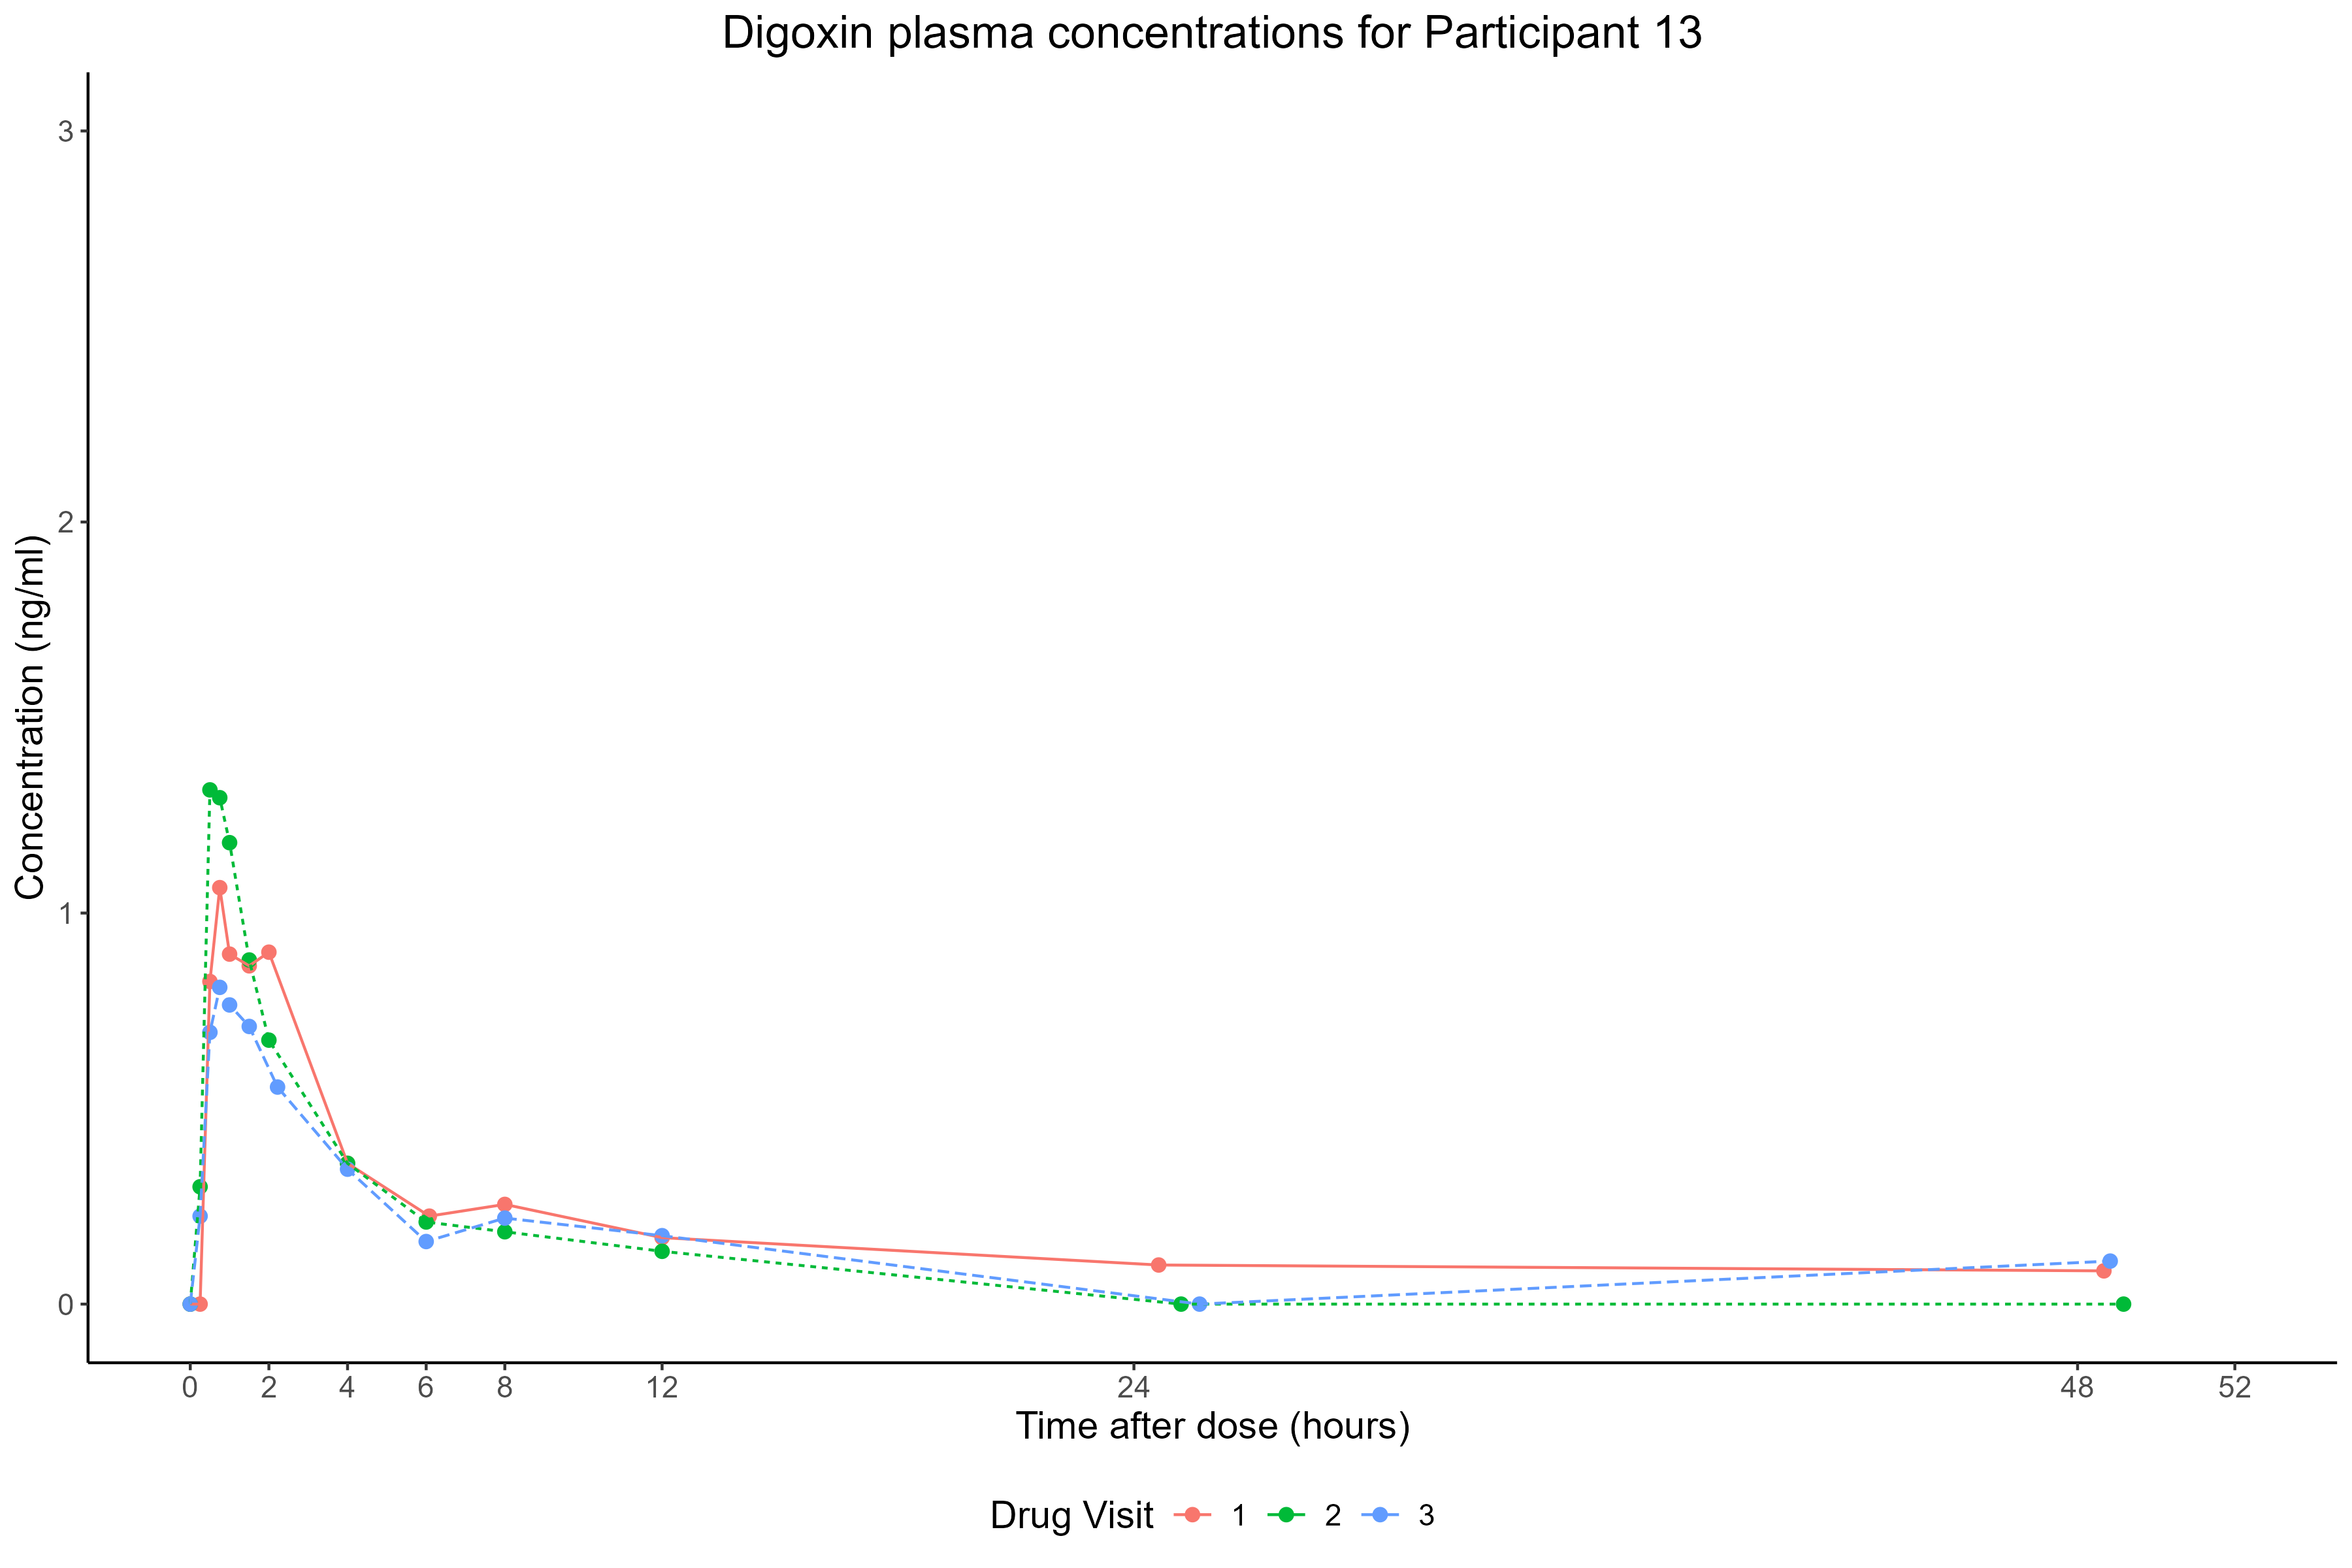 Digoxin plasma concentrations for Participant 13
Concentration (ng/ml)
3
2
1
0
0 2 4 6 8 12 24 48 52
Time after dose (hours)
Drug Visit 1 2 3